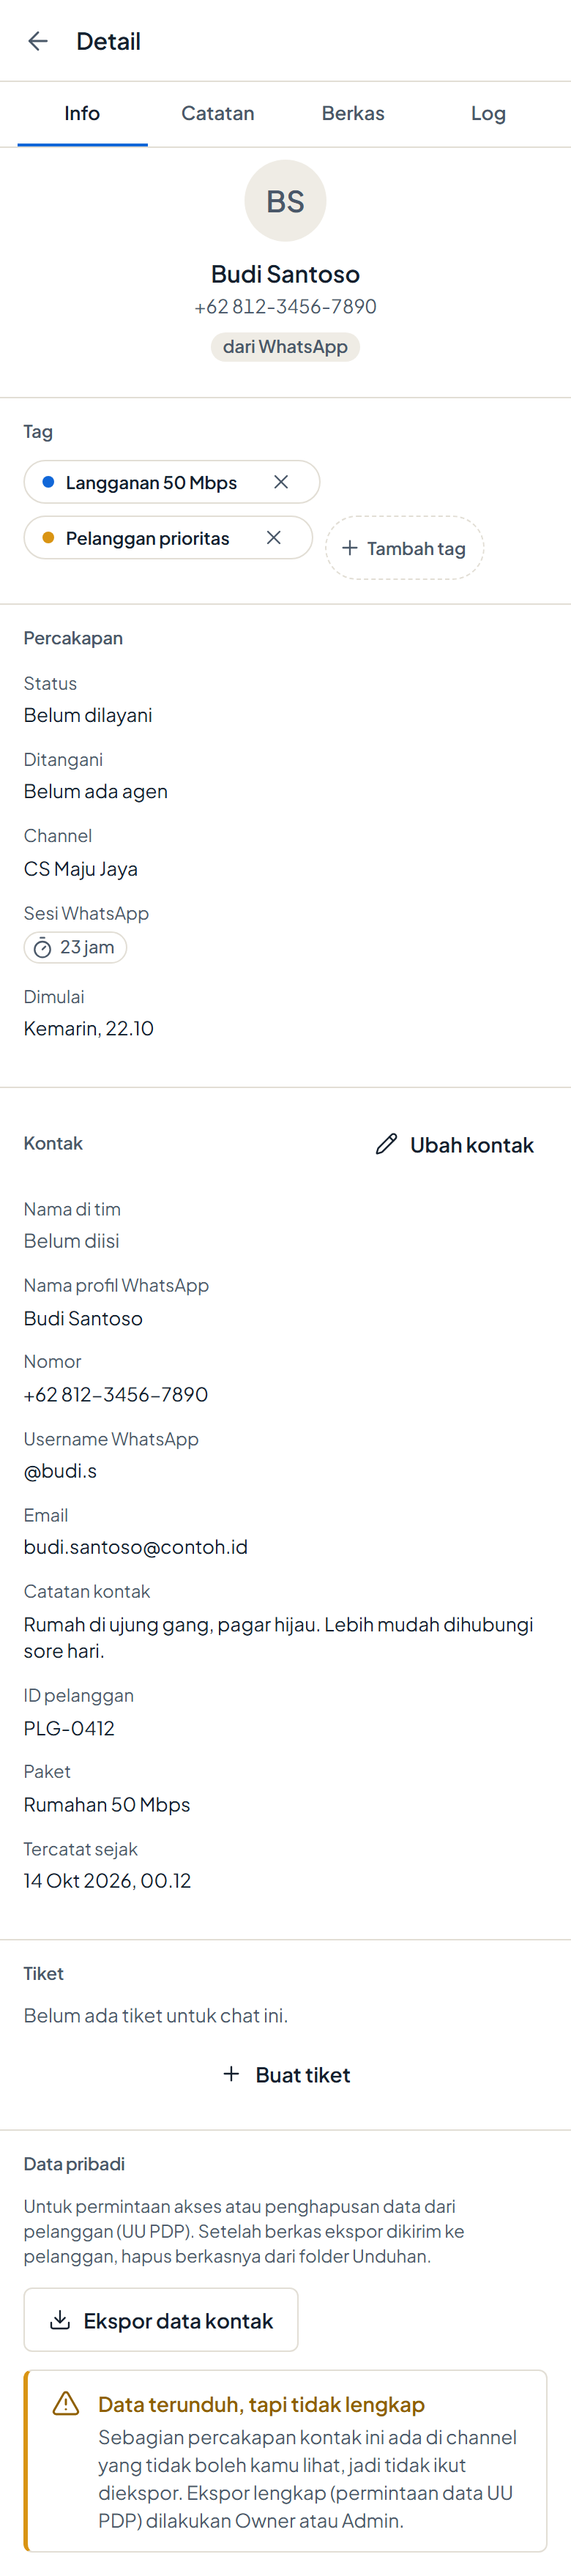 Detail
Info
Catatan
Berkas
Log
BS
Budi Santoso
+62 812-3456-7890
dari WhatsApp
Tag
Langganan 50 Mbps
Pelanggan prioritas
Tambah tag
Percakapan
Status
Belum dilayani
Ditangani
Belum ada agen
Channel
CS Maju Jaya
Sesi WhatsApp
23 jam
Dimulai
Kemarin, 22.10
Kontak
Ubah kontak
Nama di tim
Belum diisi
Nama profil WhatsApp
Budi Santoso
Nomor
+62 812-3456-7890
Username WhatsApp
@budi.s
Email
budi.santoso@contoh.id
Catatan kontak
Rumah di ujung gang, pagar hijau. Lebih mudah dihubungi
sore hari.
ID pelanggan
PLG-0412
Paket
Rumahan 50 Mbps
Tercatat sejak
14 Okt 2026, 00.12
Tiket
Belum ada tiket untuk chat ini.
Buat tiket
Data pribadi
Untuk permintaan akses atau penghapusan data dari
pelanggan (UU PDP). Setelah berkas ekspor dikirim ke
pelanggan, hapus berkasnya dari folder Unduhan.
Ekspor data kontak
Data terunduh, tapi tidak lengkap
Sebagian percakapan kontak ini ada di channel
yang tidak boleh kamu lihat, jadi tidak ikut
diekspor. Ekspor lengkap (permintaan data UU
PDP) dilakukan Owner atau Admin.